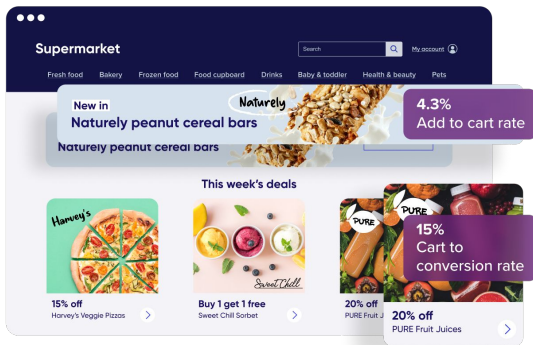 Supermarket
Search
My account
Fresh food Bakery Frozen food Food cupboard Drinks Baby & toddler Health & beauty Pets
New in
Naturely
Naturely peanut cereal bars
4.3%
Add to cart rate
Naturely peanut cereal bars
This week's deals
Harvey's
15% off
Harvey's Veggie Pizzas
Sweet Chill
Buy 1 get 1 free
Sweet Chill Sorbet
PURE
20% off
PURE Fruit J
PURE
15%
Cart to
conversion rate
20% off
PURE Fruit Juices